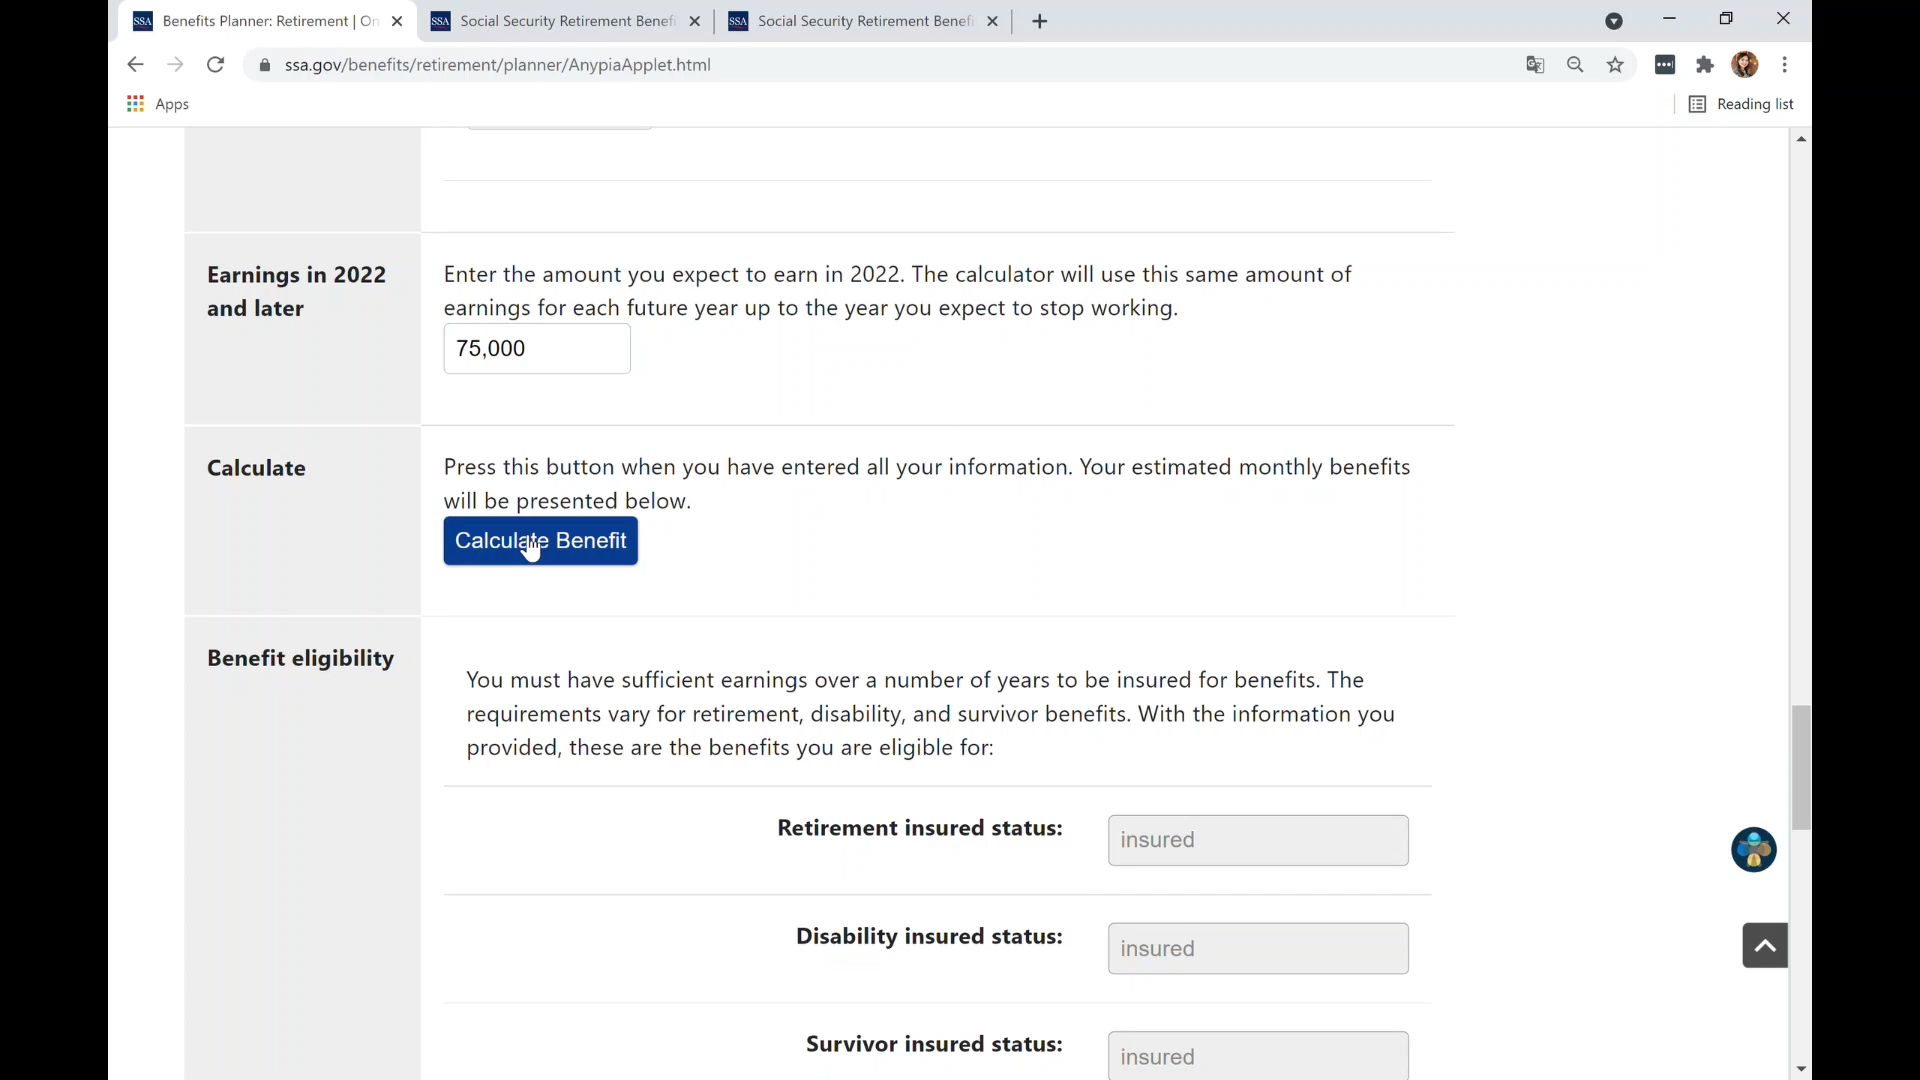 SSA Benefits Planner: Retirement | On
SSA Social Security Retirement Benef
SSA Social Security Retirement Benef
ssa.gov/benefits/retirement/planner/AnypiaApplet.html
Apps
Reading list
Earnings in 2022
and later
Enter the amount you expect to earn in 2022. The calculator will use this same amount of
earnings for each future year up to the year you expect to stop working.
75,000
Calculate
Press this button when you have entered all your information. Your estimated monthly benefits
will be presented below.
Calculate Benefit
Benefit eligibility
You must have sufficient earnings over a number of years to be insured for benefits. The
requirements vary for retirement, disability, and survivor benefits. With the information you
provided, these are the benefits you are eligible for:
Retirement insured status:
insured
Disability insured status:
insured
Survivor insured status:
insured